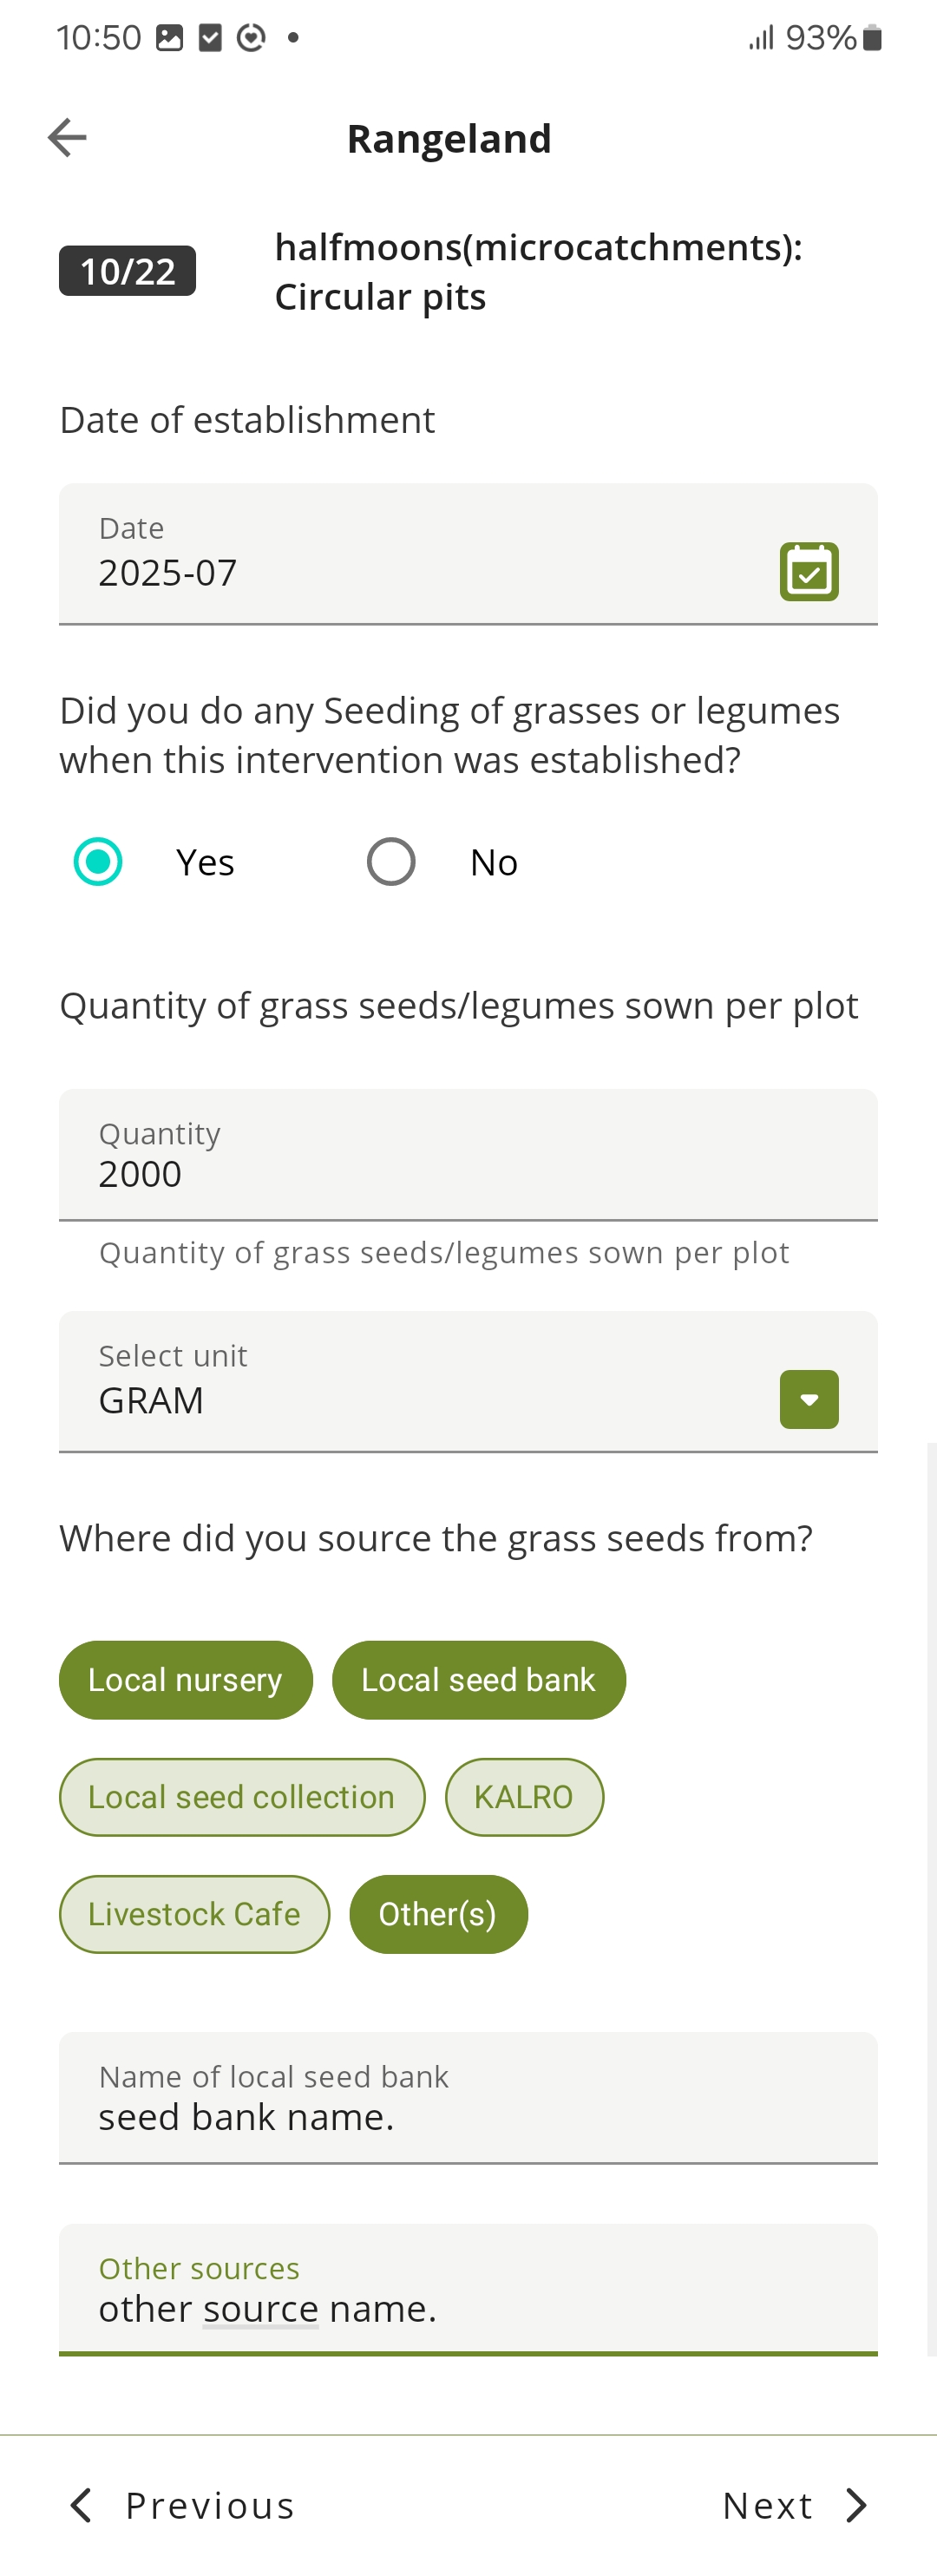 10:50
93%
Rangeland
10/22
halfmoons(microcatchments):
Circular pits
Date of establishment
Date
2025-07
Did you do any Seeding of grasses or legumes
when this intervention was established?
Yes No
Quantity of grass seeds/legumes sown per plot
Quantity
2000
Quantity of grass seeds/legumes sown per plot
Select unit
GRAM
Where did you source the grass seeds from?
Local nursery Local seed bank
Local seed collection KALRO
Livestock Cafe Other(s)
Name of local seed bank
seed bank name.
Other sources
other source name.
Previous Next